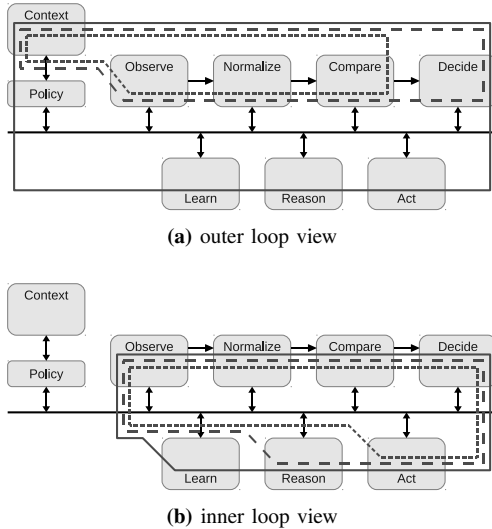 Context
Observe Normalize Compare Decide
Policy
Learn Reason Act
(a) outer loop view
Context
Observe Normalize Compare Decide
Policy
Learn Reason Act
(b) inner loop view